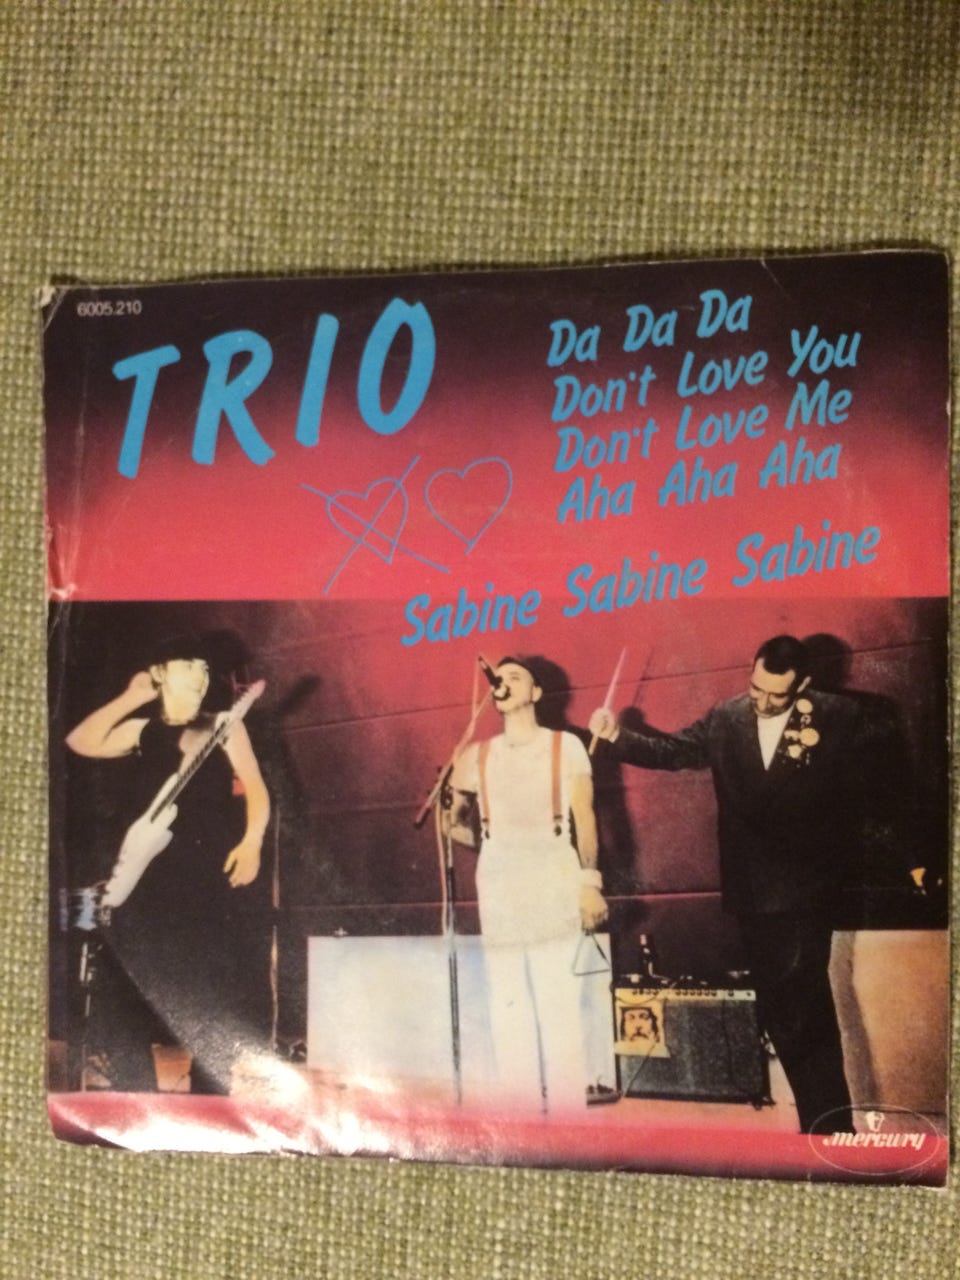 6005.210
TRIO
Da Da Da
Don't Love You
Don't Love Me
Aha Aha Aha
Sabine Sabine Sabine
mercury